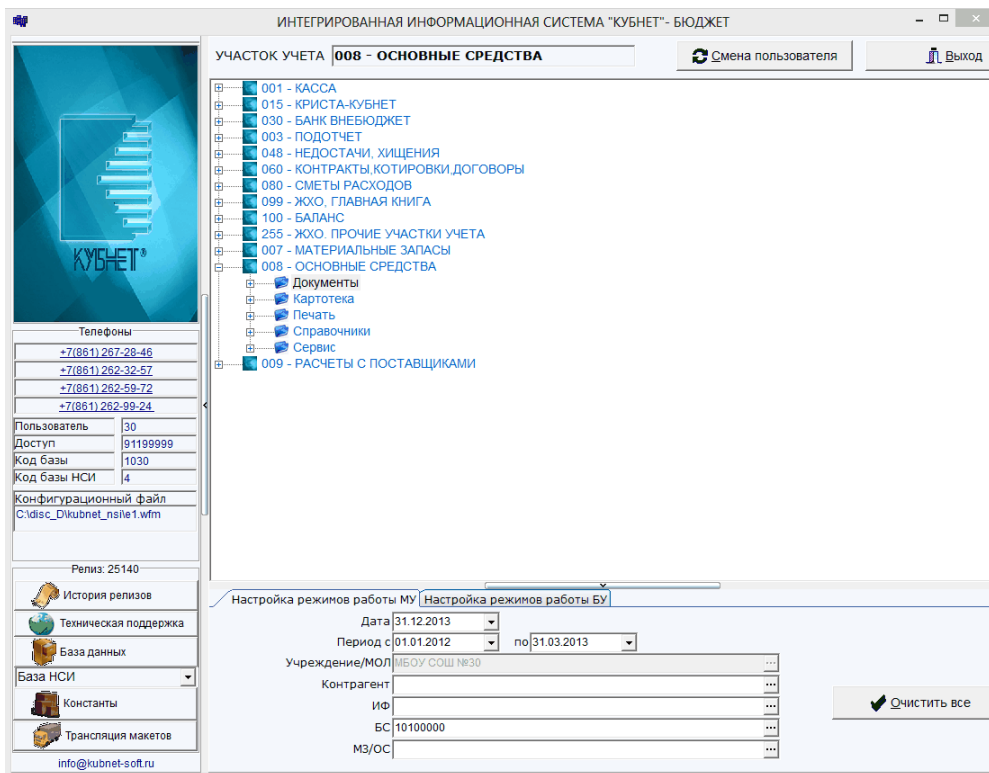 ИНТЕГРИРОВАННАЯ ИНФОРМАЦИОННАЯ СИСТЕМА "КУБНЕТ"- БЮДЖЕТ
УЧАСТОК УЧЕТА 008 - ОСНОВНЫЕ СРЕДСТВА Смена пользователя Выход
001 - КАССА
015 - КРИСТА-КУБНЕТ
030 - БАНК ВНЕБЮДЖЕТ
003 - ПОДОТЧЕТ
048 - НЕДОСТАЧИ, ХИЩЕНИЯ
060 - КОНТРАКТЫ,КОТИРОВКИ,ДОГОВОРЫ
080 - СМЕТЫ РАСХОДОВ
099 - ЖХО, ГЛАВНАЯ КНИГА
100 - БАЛАНС
255 - ЖХО. ПРОЧИЕ УЧАСТКИ УЧЕТА
007 - МАТЕРИАЛЬНЫЕ ЗАПАСЫ
008 - ОСНОВНЫЕ СРЕДСТВА
Документы
Картотека
Печать
Справочники
Сервис
009 - РАСЧЕТЫ С ПОСТАВЩИКАМИ
КУБНЕТ®
Телефоны
+7(861) 267-28-46
+7(861) 262-32-57
+7(861) 262-59-72
+7(861) 262-99-24
Пользователь 30
Доступ 91199999
Код базы 1030
Код базы НСИ 4
Конфигурационный файл
C:\disc_D\kubnet_nsi\e1.wfm
Релиз: 25140
История релизов
Техническая поддержка
База данных
База НСИ
Константы
Трансляция макетов
info@kubnet-soft.ru
Настройка режимов работы МУ Настройка режимов работы БУ
Дата 31.12.2013
Период с 01.01.2012 по 31.03.2013
Учреждение/МОЛ МБОУ СОШ №30 ...
Контрагент ...
ИФ ...
БС 10100000 ...
МЗ/ОС ...
Очистить все